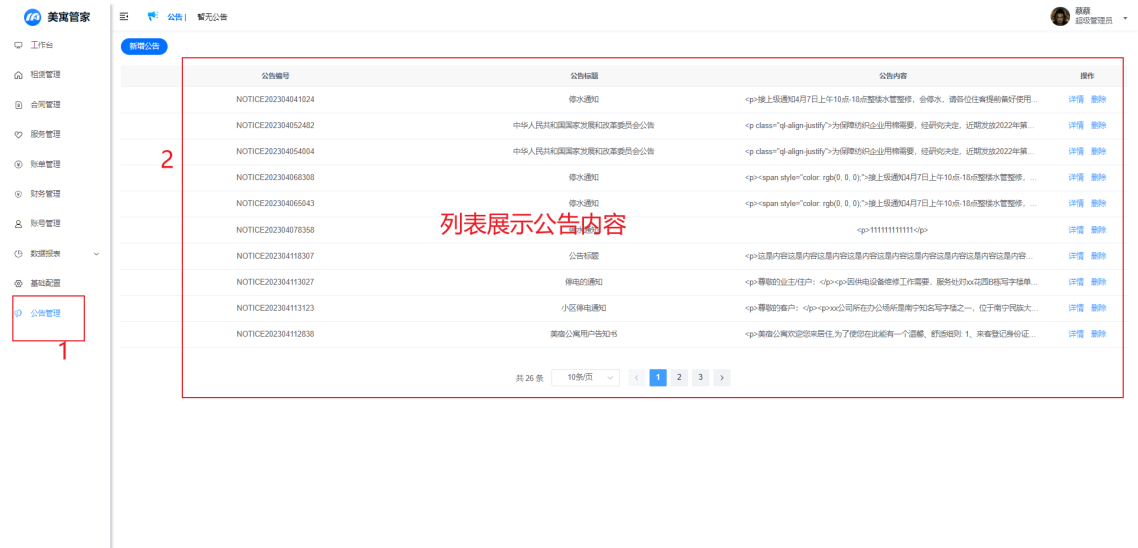 美寓管家
公告 | 暂无公告
蔡蔡
超级管理员
工作台
租赁管理
合同管理
服务管理
账单管理
财务管理
账号管理
数据报表
基础配置
公告管理
1
新增公告
2
列表展示公告内容
公告编号 公告标题 公告内容 操作
NOTICE202304041024 停水通知 <p>接上级通知4月7日上午10点-18点整楼水管整修，会停水，请各位住客提前备好使用... 详情 删除
NOTICE202304052482 中华人民共和国国家发展和改革委员会公告 <p class="ql-align-justify">为保障纺织企业用棉需要，经研究决定，近期发放2022年第... 详情 删除
NOTICE202304054004 中华人民共和国国家发展和改革委员会公告 <p class="ql-align-justify">为保障纺织企业用棉需要，经研究决定，近期发放2022年第... 详情 删除
NOTICE202304068308 停水通知 <p><span style="color: rgb(0, 0, 0);">接上级通知4月7日上午10点-18点整楼水管整修，... 详情 删除
NOTICE202304065043 停水通知 <p><span style="color: rgb(0, 0, 0);">接上级通知4月7日上午10点-18点整楼水管整修，... 详情 删除
NOTICE202304078358 停水通知 <p>111111111111</p> 详情 删除
NOTICE202304118307 公告标题 <p>这是内容这是内容这是内容这是内容这是内容这是内容这是内容这是内容这是内容... 详情 删除
NOTICE202304113027 停电的通知 <p>尊敬的业主/住户：</p><p>因供电设备维修工作需要，服务处对xx花园B栋写字楼单... 详情 删除
NOTICE202304113123 小区停电通知 <p>尊敬的客户：</p><p>xx公司所在办公场所是南宁知名写字楼之一，位于南宁民族大... 详情 删除
NOTICE202304112838 美宿公寓用户告知书 <p>美宿公寓欢迎您来居住,为了使您在此能有一个温馨、舒适细则: 1、来客登记身份证... 详情 删除
共 26 条 10条/页 < 1 2 3 >